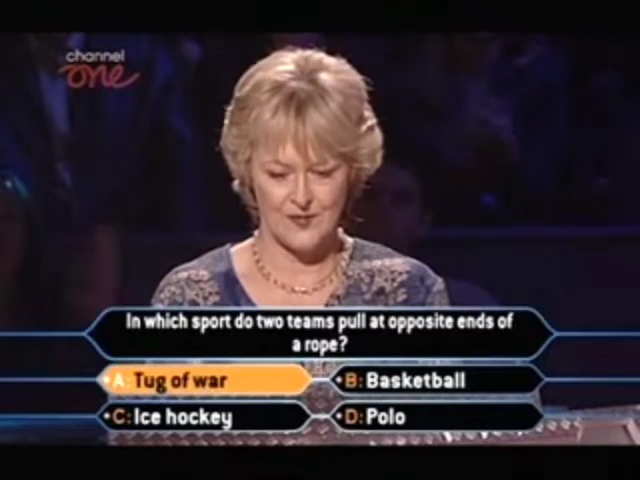 channel
one
In which sport do two teams pull at opposite ends of
a rope?
A: Tug of war
B: Basketball
C: Ice hockey
D: Polo